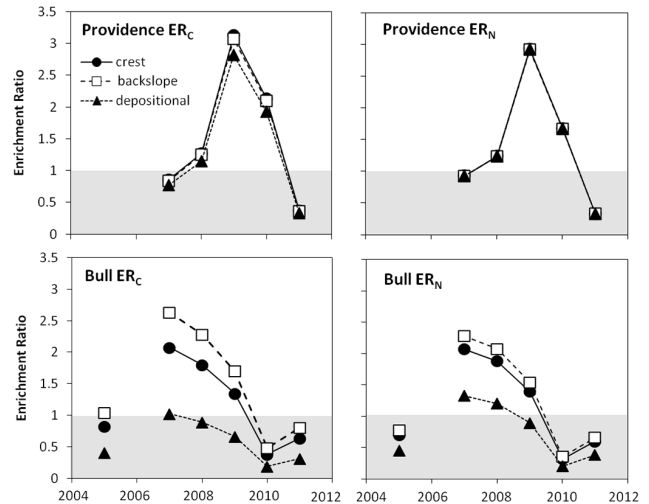 Providence ERC
crest
backslope
depositional
Enrichment Ratio
3.5
3
2.5
2
1.5
1
0.5
0
Providence ERN
Bull ERC
Enrichment Ratio
3.5
3
2.5
2
1.5
1
0.5
0
2004 2006 2008 2010 2012
Bull ERN
2004 2006 2008 2010 2012